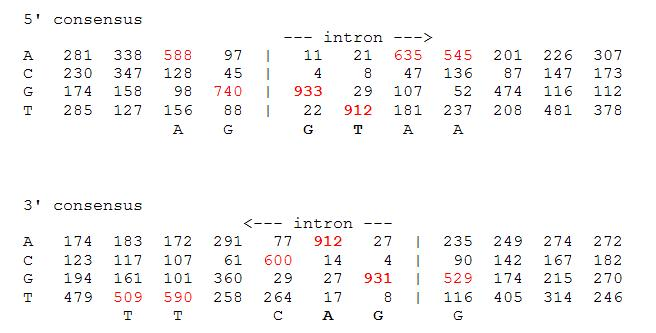 5' consensus
--- intron --->
A 281 338 588 97 | 11 21 635 545 201 226 307
C 230 347 128 45 | 4 8 47 136 87 147 173
G 174 158 98 740 | 933 29 107 52 474 116 112
T 285 127 156 88 | 22 912 181 237 208 481 378
A G G T A A
3' consensus
<--- intron ---
A 174 183 172 291 77 912 27 | 235 249 274 272
C 123 117 107 61 600 14 4 | 90 142 167 182
G 194 161 101 360 29 27 931 | 529 174 215 270
T 479 509 590 258 264 17 8 | 116 405 314 246
T T C A G G